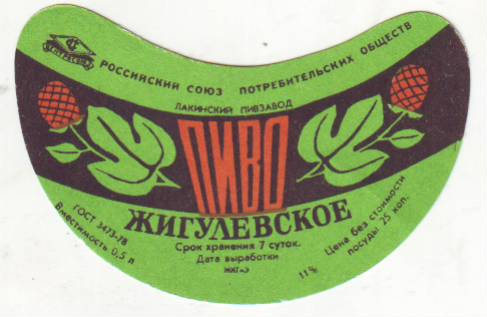 РОССИЙСКИЙ СОЮЗ ПОТРЕБИТЕЛЬСКИХ ОБЩЕСТВ
ЛАКИНСКИЙ ПИВЗАВОД
ПИВО
ЖИГУЛЕВСКОЕ
ГОСТ 3473-78
Вместимость 0,5 л
Срок хранения 7 суток.
Дата выработки
11%
Цена без стоимости
посуды 25 коп.